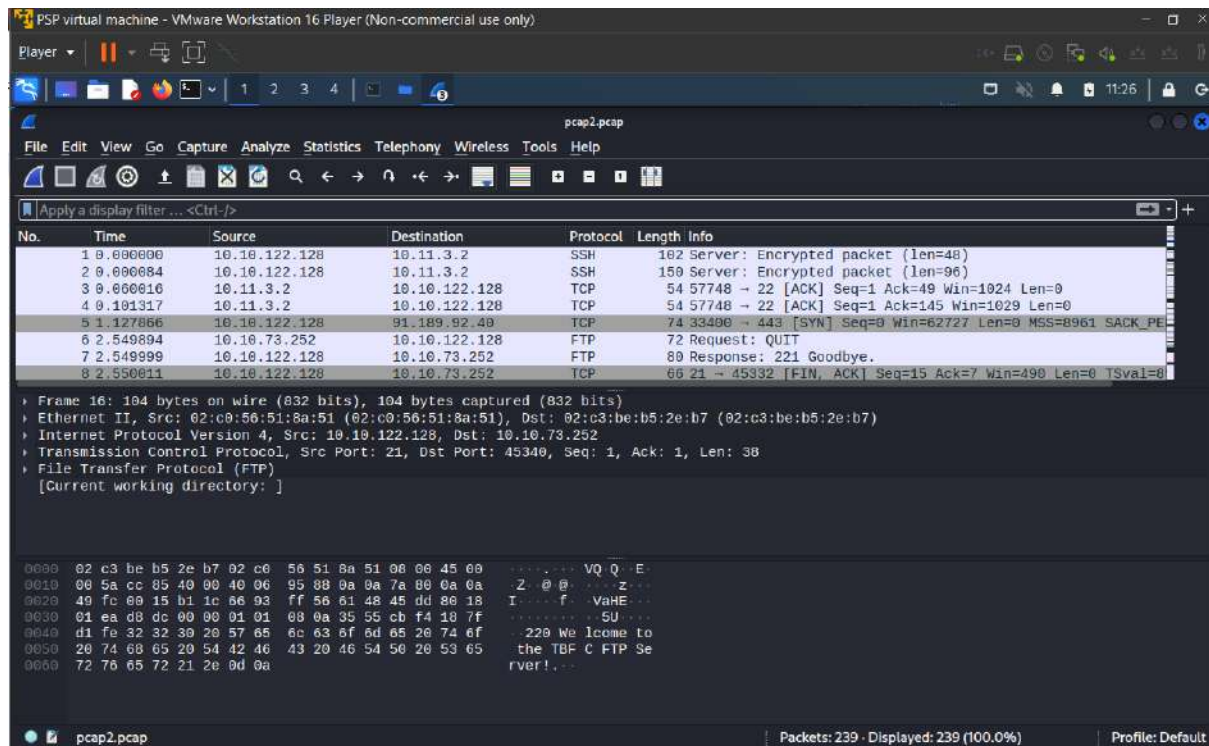 PSP virtual machine - VMware Workstation 16 Player (Non-commercial use only)
Player
1 2 3 4 11:26
pcap2.pcap
File Edit View Go Capture Analyze Statistics Telephony Wireless Tools Help
Apply a display filter ... <Ctrl-/>
No. Time Source Destination Protocol Length Info
1 0.000000 10.10.122.128 10.11.3.2 SSH 102 Server: Encrypted packet (len=48)
2 0.000084 10.10.122.128 10.11.3.2 SSH 150 Server: Encrypted packet (len=96)
3 0.060016 10.11.3.2 10.10.122.128 TCP 54 57748 → 22 [ACK] Seq=1 Ack=49 Win=1024 Len=0
4 0.101317 10.11.3.2 10.10.122.128 TCP 54 57748 → 22 [ACK] Seq=1 Ack=145 Win=1029 Len=0
5 1.127866 10.10.122.128 91.189.92.40 TCP 74 33400 → 443 [SYN] Seq=0 Win=62727 Len=0 MSS=8961 SACK_PE
6 2.549894 10.10.73.252 10.10.122.128 FTP 72 Request: QUIT
7 2.549999 10.10.122.128 10.10.73.252 FTP 80 Response: 221 Goodbye.
8 2.550011 10.10.122.128 10.10.73.252 TCP 66 21 → 45332 [FIN, ACK] Seq=15 Ack=7 Win=490 Len=0 TSval=8
Frame 16: 104 bytes on wire (832 bits), 104 bytes captured (832 bits)
Ethernet II, Src: 02:c0:56:51:8a:51 (02:c0:56:51:8a:51), Dst: 02:c3:be:b5:2e:b7 (02:c3:be:b5:2e:b7)
Internet Protocol Version 4, Src: 10.10.122.128, Dst: 10.10.73.252
Transmission Control Protocol, Src Port: 21, Dst Port: 45340, Seq: 1, Ack: 1, Len: 38
File Transfer Protocol (FTP)
[Current working directory: ]
0000 02 c3 be b5 2e b7 02 c0 56 51 8a 51 08 00 45 00 ........ VQ·Q··E·
0010 00 5a cc 85 40 00 40 06 95 88 0a 0a 7a 80 0a 0a ·Z··@·@· ····z···
0020 49 fc 00 15 b1 1c 66 93 ff 56 61 48 45 dd 80 18 I·····f· ·VaHE···
0030 01 ea d8 dc 00 00 01 01 08 0a 35 55 cb f4 18 7f ········ ··5U····
0040 d1 fe 32 32 30 20 57 65 6c 63 6f 6d 65 20 74 6f ··220 We lcome to
0050 20 74 68 65 20 54 42 46 43 20 46 54 50 20 53 65 the TBF C FTP Se
0060 72 76 65 72 21 2e 0d 0a rver!.··
pcap2.pcap Packets: 239 · Displayed: 239 (100.0%) Profile: Default